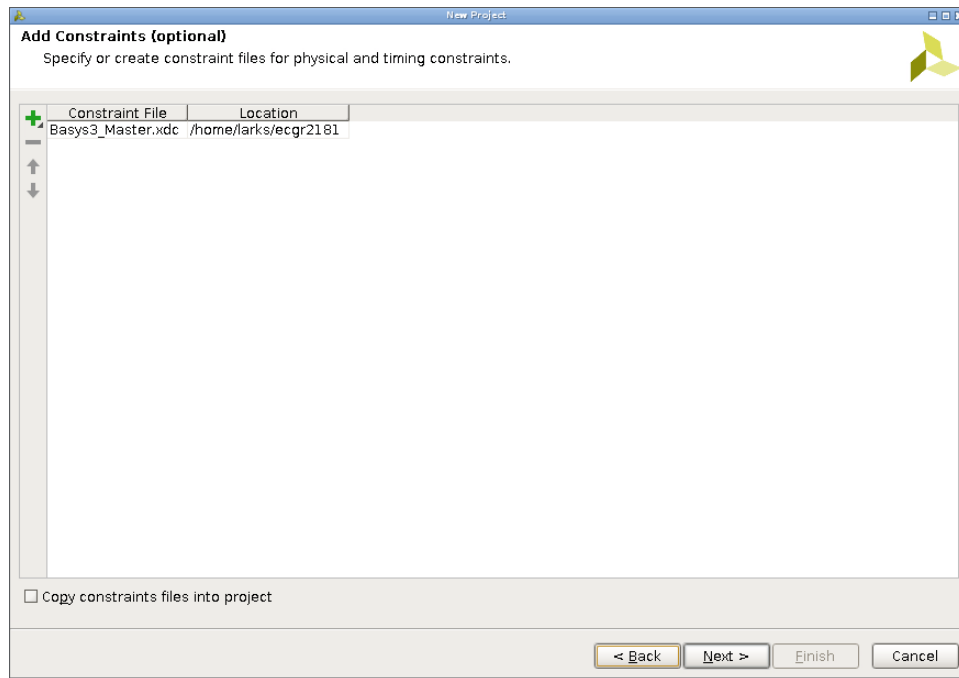 New Project
Add Constraints (optional)
Specify or create constraint files for physical and timing constraints.
Constraint File Location
Basys3_Master.xdc /home/larks/ecgr2181
Copy constraints files into project
< Back Next > Finish Cancel